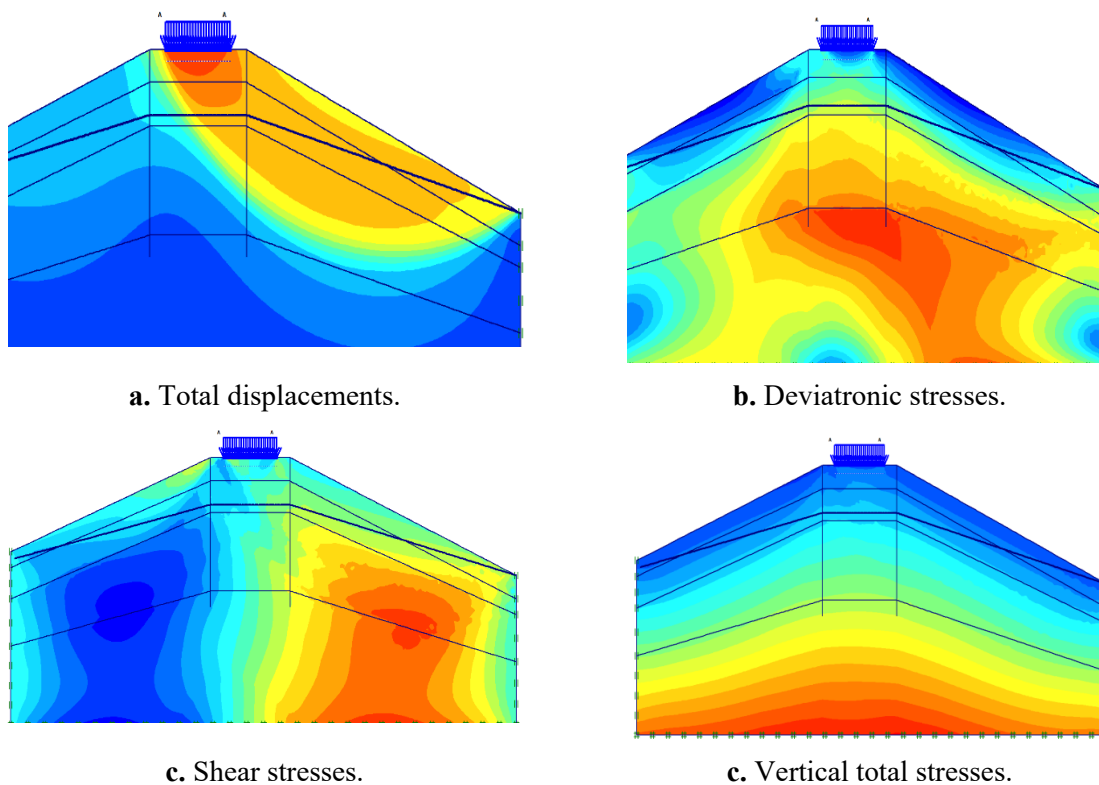 A A
A A
a. Total displacements.
b. Deviatronic stresses.
A A
A A
c. Shear stresses.
c. Vertical total stresses.